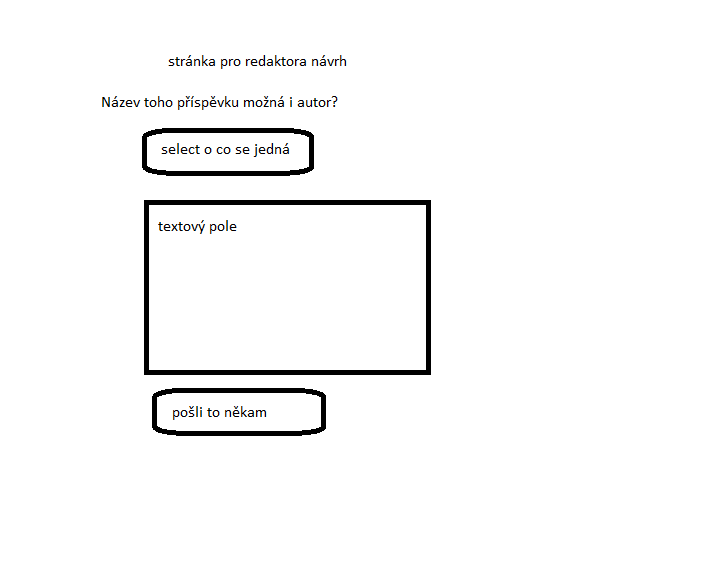 stránka pro redaktora návrh
Název toho příspěvku možná i autor?
select o co se jedná
textový pole
pošli to někam